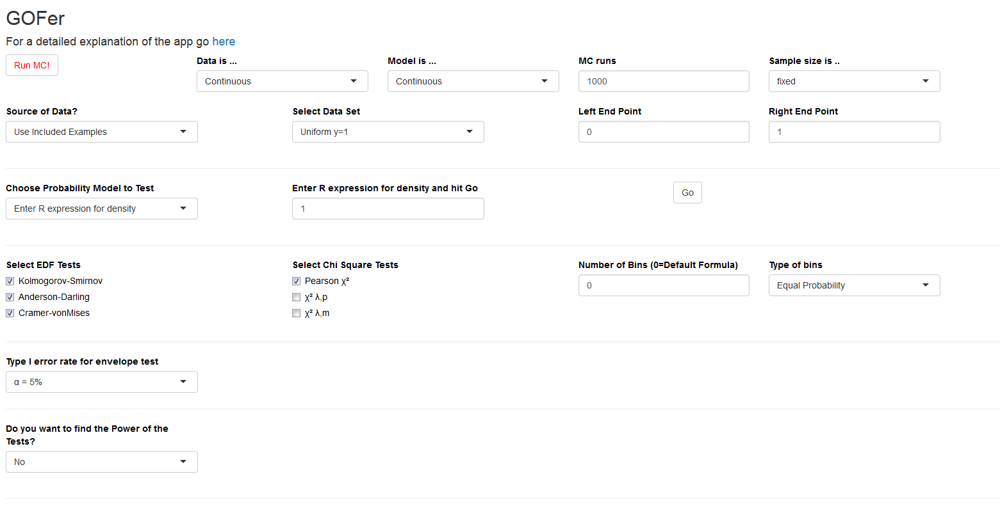 GOFer
For a detailed explanation of the app go here
Run MC!
Data is ...
Model is ...
MC runs
Sample size is ..
Continuous
Continuous
1000
fixed
Source of Data?
Select Data Set
Left End Point
Right End Point
Use Included Examples
Uniform y=1
0
1
Choose Probability Model to Test
Enter R expression for density and hit Go
Go
Enter R expression for density
1
Select EDF Tests
Select Chi Square Tests
Number of Bins (0=Default Formula)
Type of bins
Kolmogorov-Smirnov
Pearson χ²
0
Equal Probability
Anderson-Darling
χ² λ,p
Cramer-vonMises
χ² λ,m
Type I error rate for envelope test
α = 5%
Do you want to find the Power of the
Tests?
No